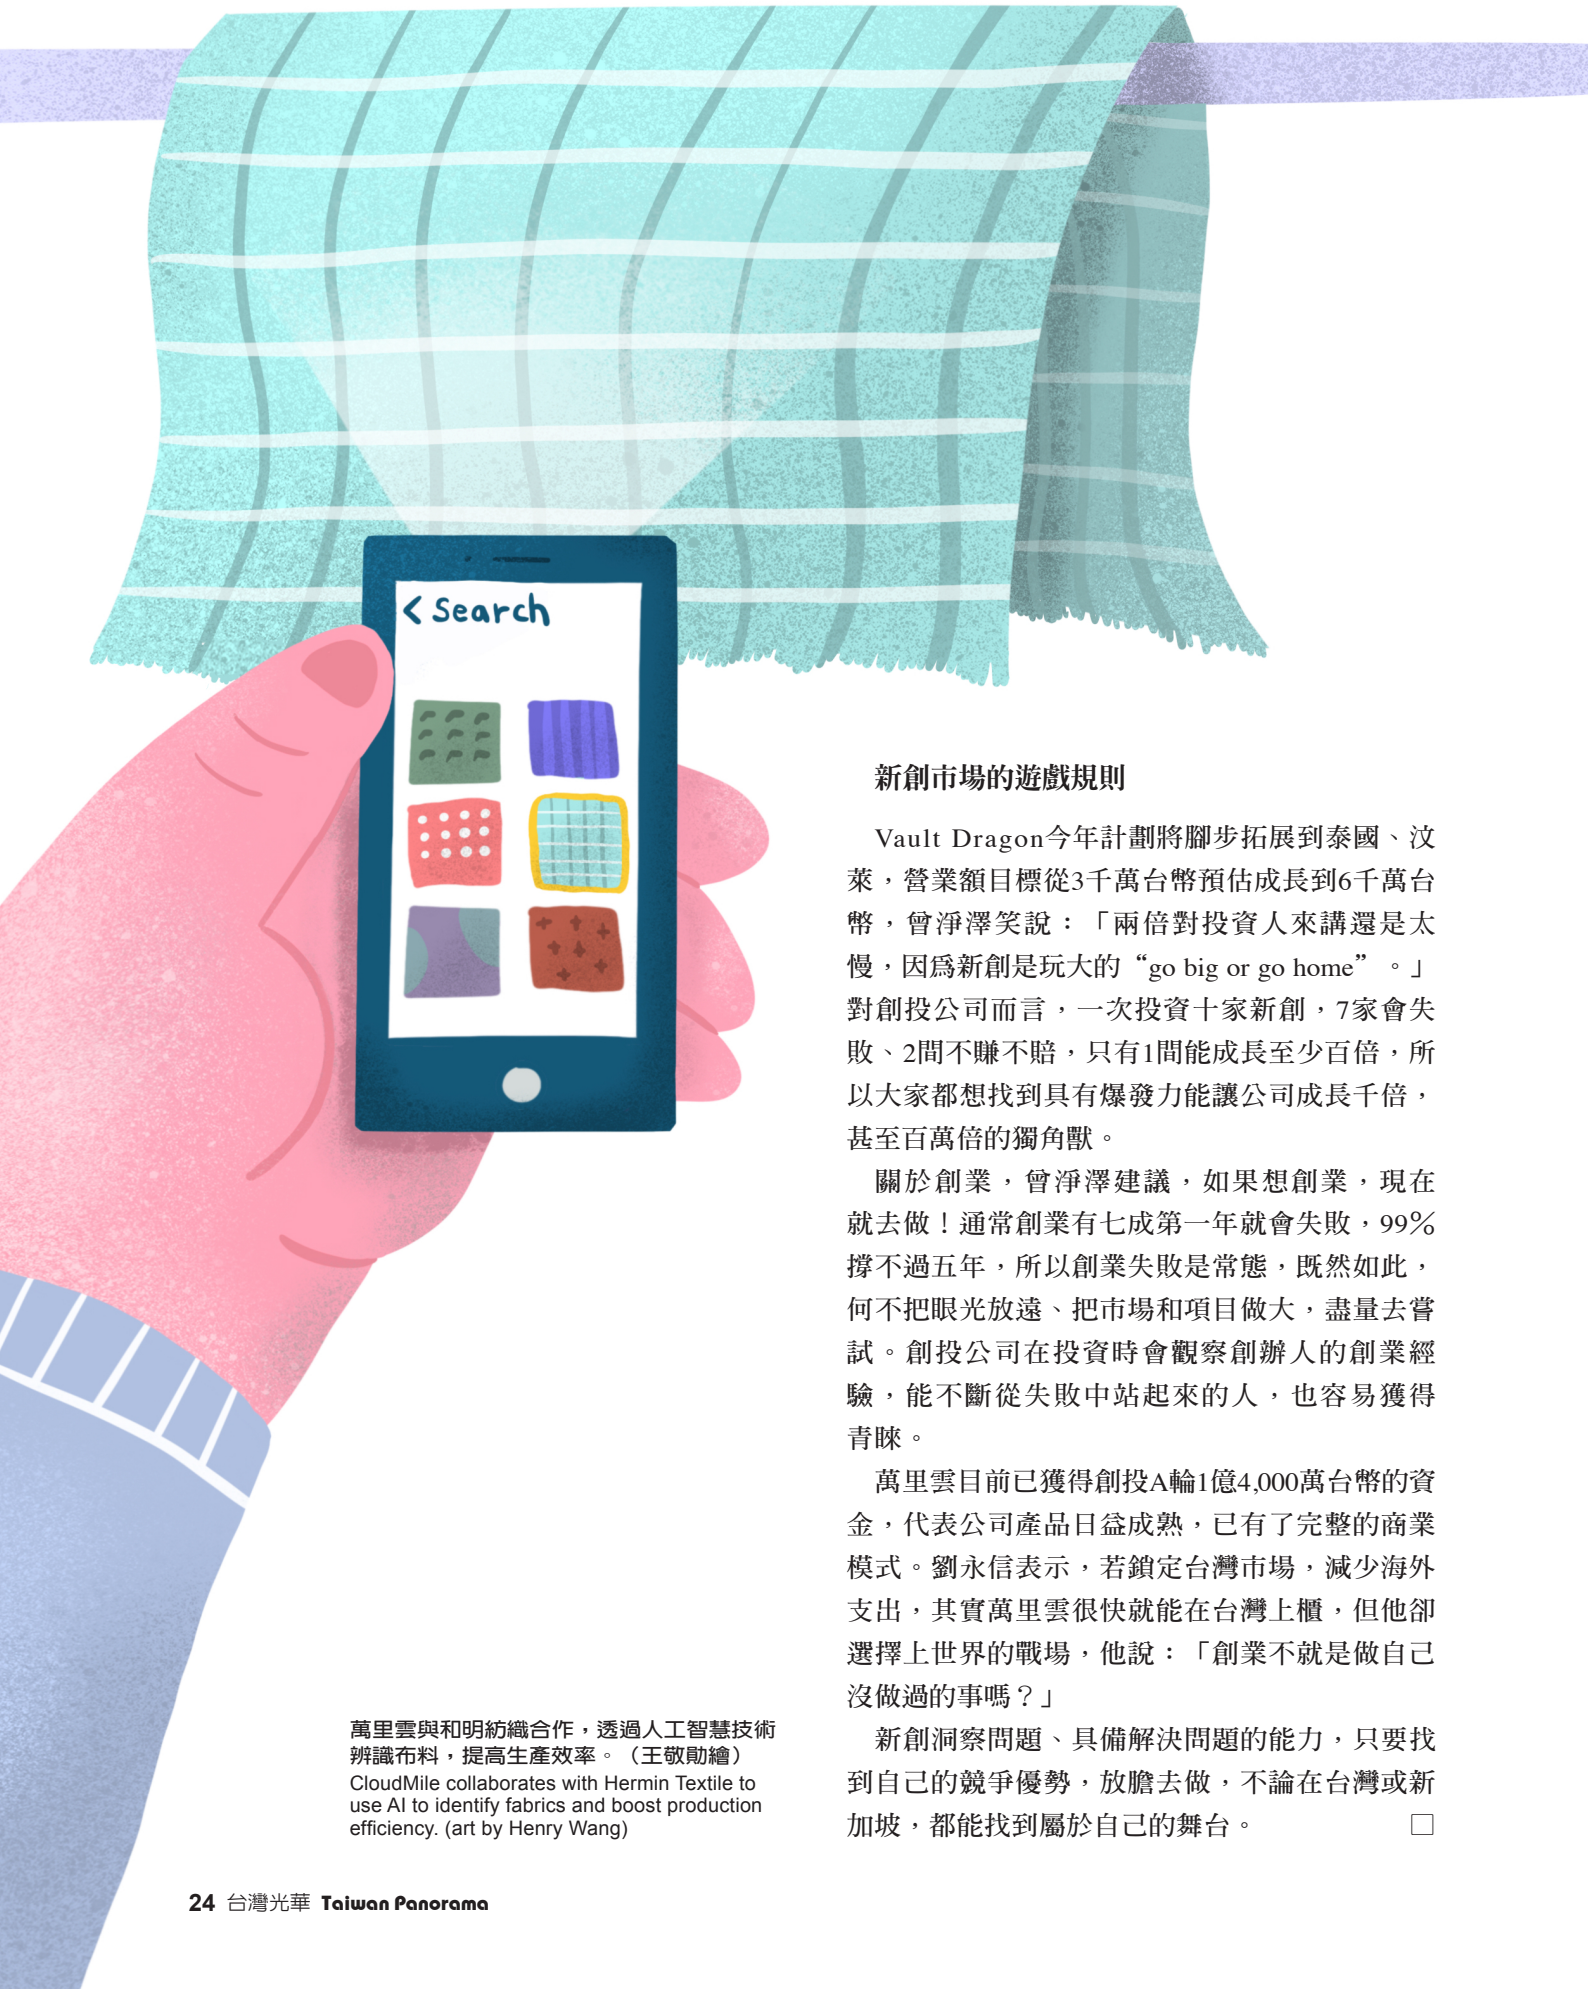 < Search
新創市場的遊戲規則
Vault Dragon今年計劃將腳步拓展到泰國、汶
萊，營業額目標從3千萬台幣預估成長到6千萬台
幣，曾淨澤笑說：「兩倍對投資人來講還是太
慢，因為新創是玩大的“go big or go home”。」
對創投公司而言，一次投資十家新創，7家會失
敗、2間不賺不賠，只有1間能成長至少百倍，所
以大家都想找到具有爆發力能讓公司成長千倍，
甚至百萬倍的獨角獸。
關於創業，曾淨澤建議，如果想創業，現在
就去做！通常創業有七成第一年就會失敗，99％
撐不過五年，所以創業失敗是常態，既然如此，
何不把眼光放遠、把市場和項目做大，盡量去嘗
試。創投公司在投資時會觀察創辦人的創業經
驗，能不斷從失敗中站起來的人，也容易獲得
青睞。
萬里雲目前已獲得創投A輪1億4,000萬台幣的資
金，代表公司產品日益成熟，已有了完整的商業
模式。劉永信表示，若鎖定台灣市場，減少海外
支出，其實萬里雲很快就能在台灣上櫃，但他卻
選擇上世界的戰場，他說：「創業不就是做自己
沒做過的事嗎？」
新創洞察問題、具備解決問題的能力，只要找
到自己的競爭優勢，放膽去做，不論在台灣或新
加坡，都能找到屬於自己的舞台。 □
萬里雲與和明紡織合作，透過人工智慧技術
辨識布料，提高生產效率。（王敬勛繪）
CloudMile collaborates with Hermin Textile to
use AI to identify fabrics and boost production
efficiency. (art by Henry Wang)
24 台灣光華 Taiwan Panorama